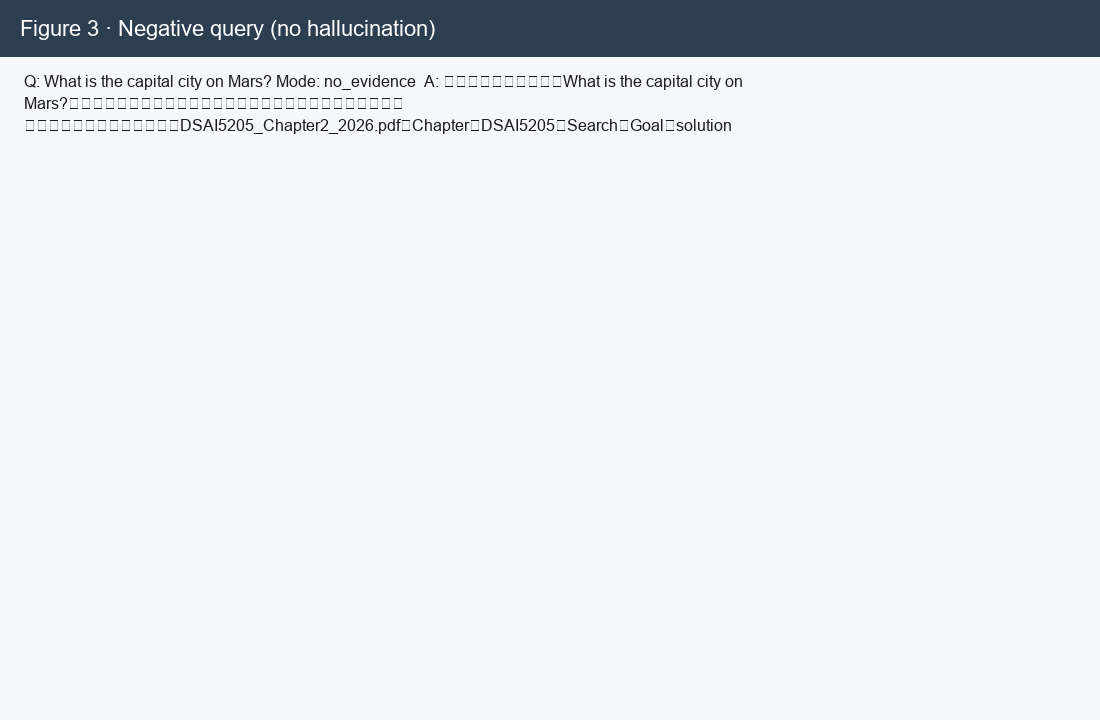 Figure 3 · Negative query (no hallucination)
Q: What is the capital city on Mars? Mode: no_evidence  A: □□□□□□□□□□What is the capital city on
Mars?□□□□□□□□□□□□□□□□□□□□□□□□□□□□
□□□□□□□□□□□□□DSAI5205_Chapter2_2026.pdf□Chapter□DSAI5205□Search□Goal□solution